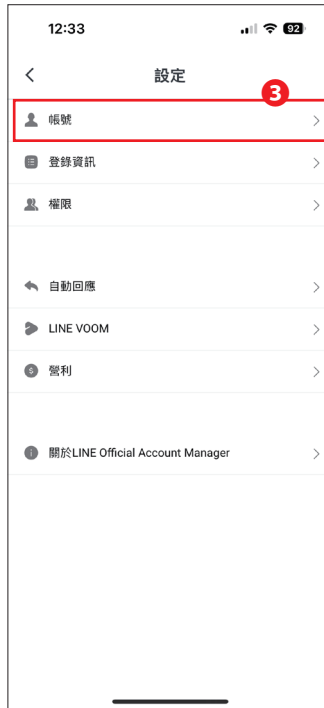 12:33
92
設定
3
帳號
登錄資訊
權限
自動回應
LINE VOOM
營利
關於LINE Official Account Manager